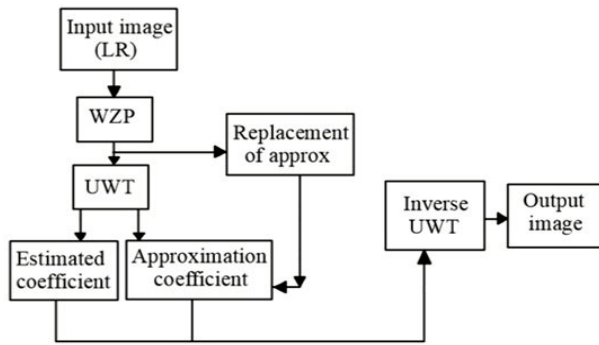 Input image
(LR)
WZP
Replacement
of approx
UWT
Inverse
UWT
Output
image
Estimated
coefficient
Approximation
coefficient